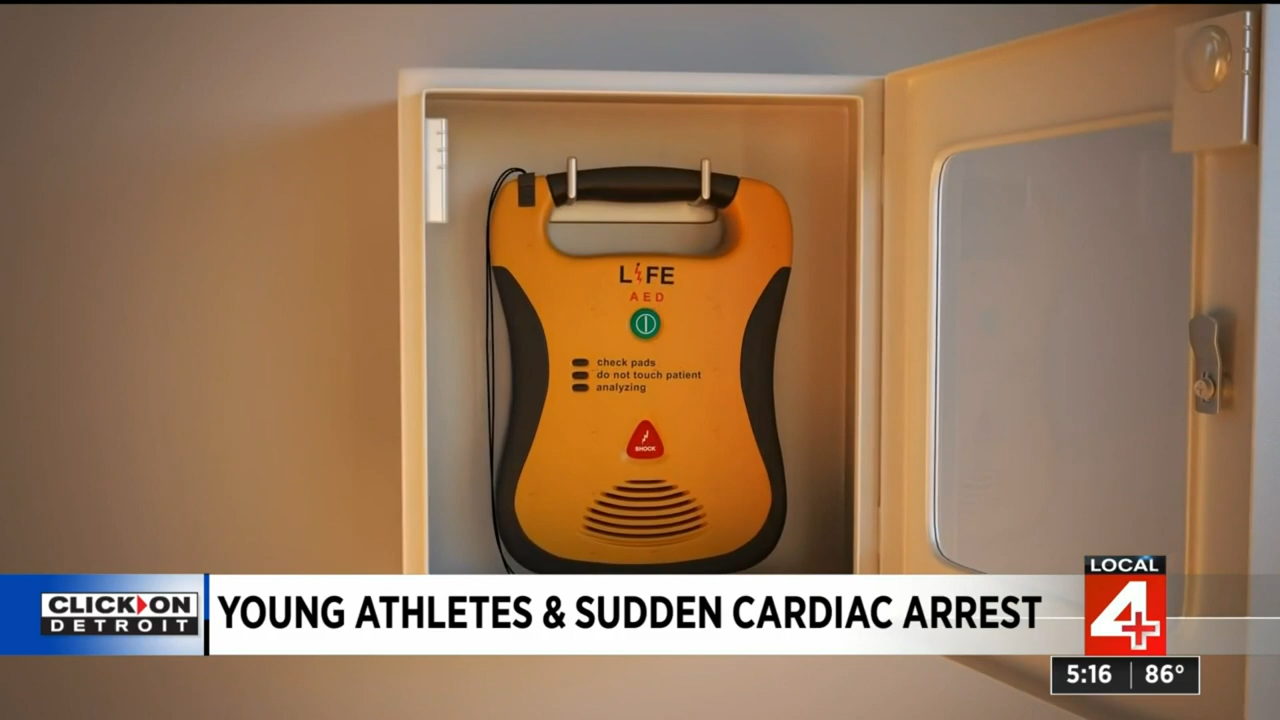 LIFE
AED
check pads
do not touch patient
analyzing
SHOCK
CLICK ON
DETROIT
YOUNG ATHLETES & SUDDEN CARDIAC ARREST
LOCAL
4+
5:16 86°